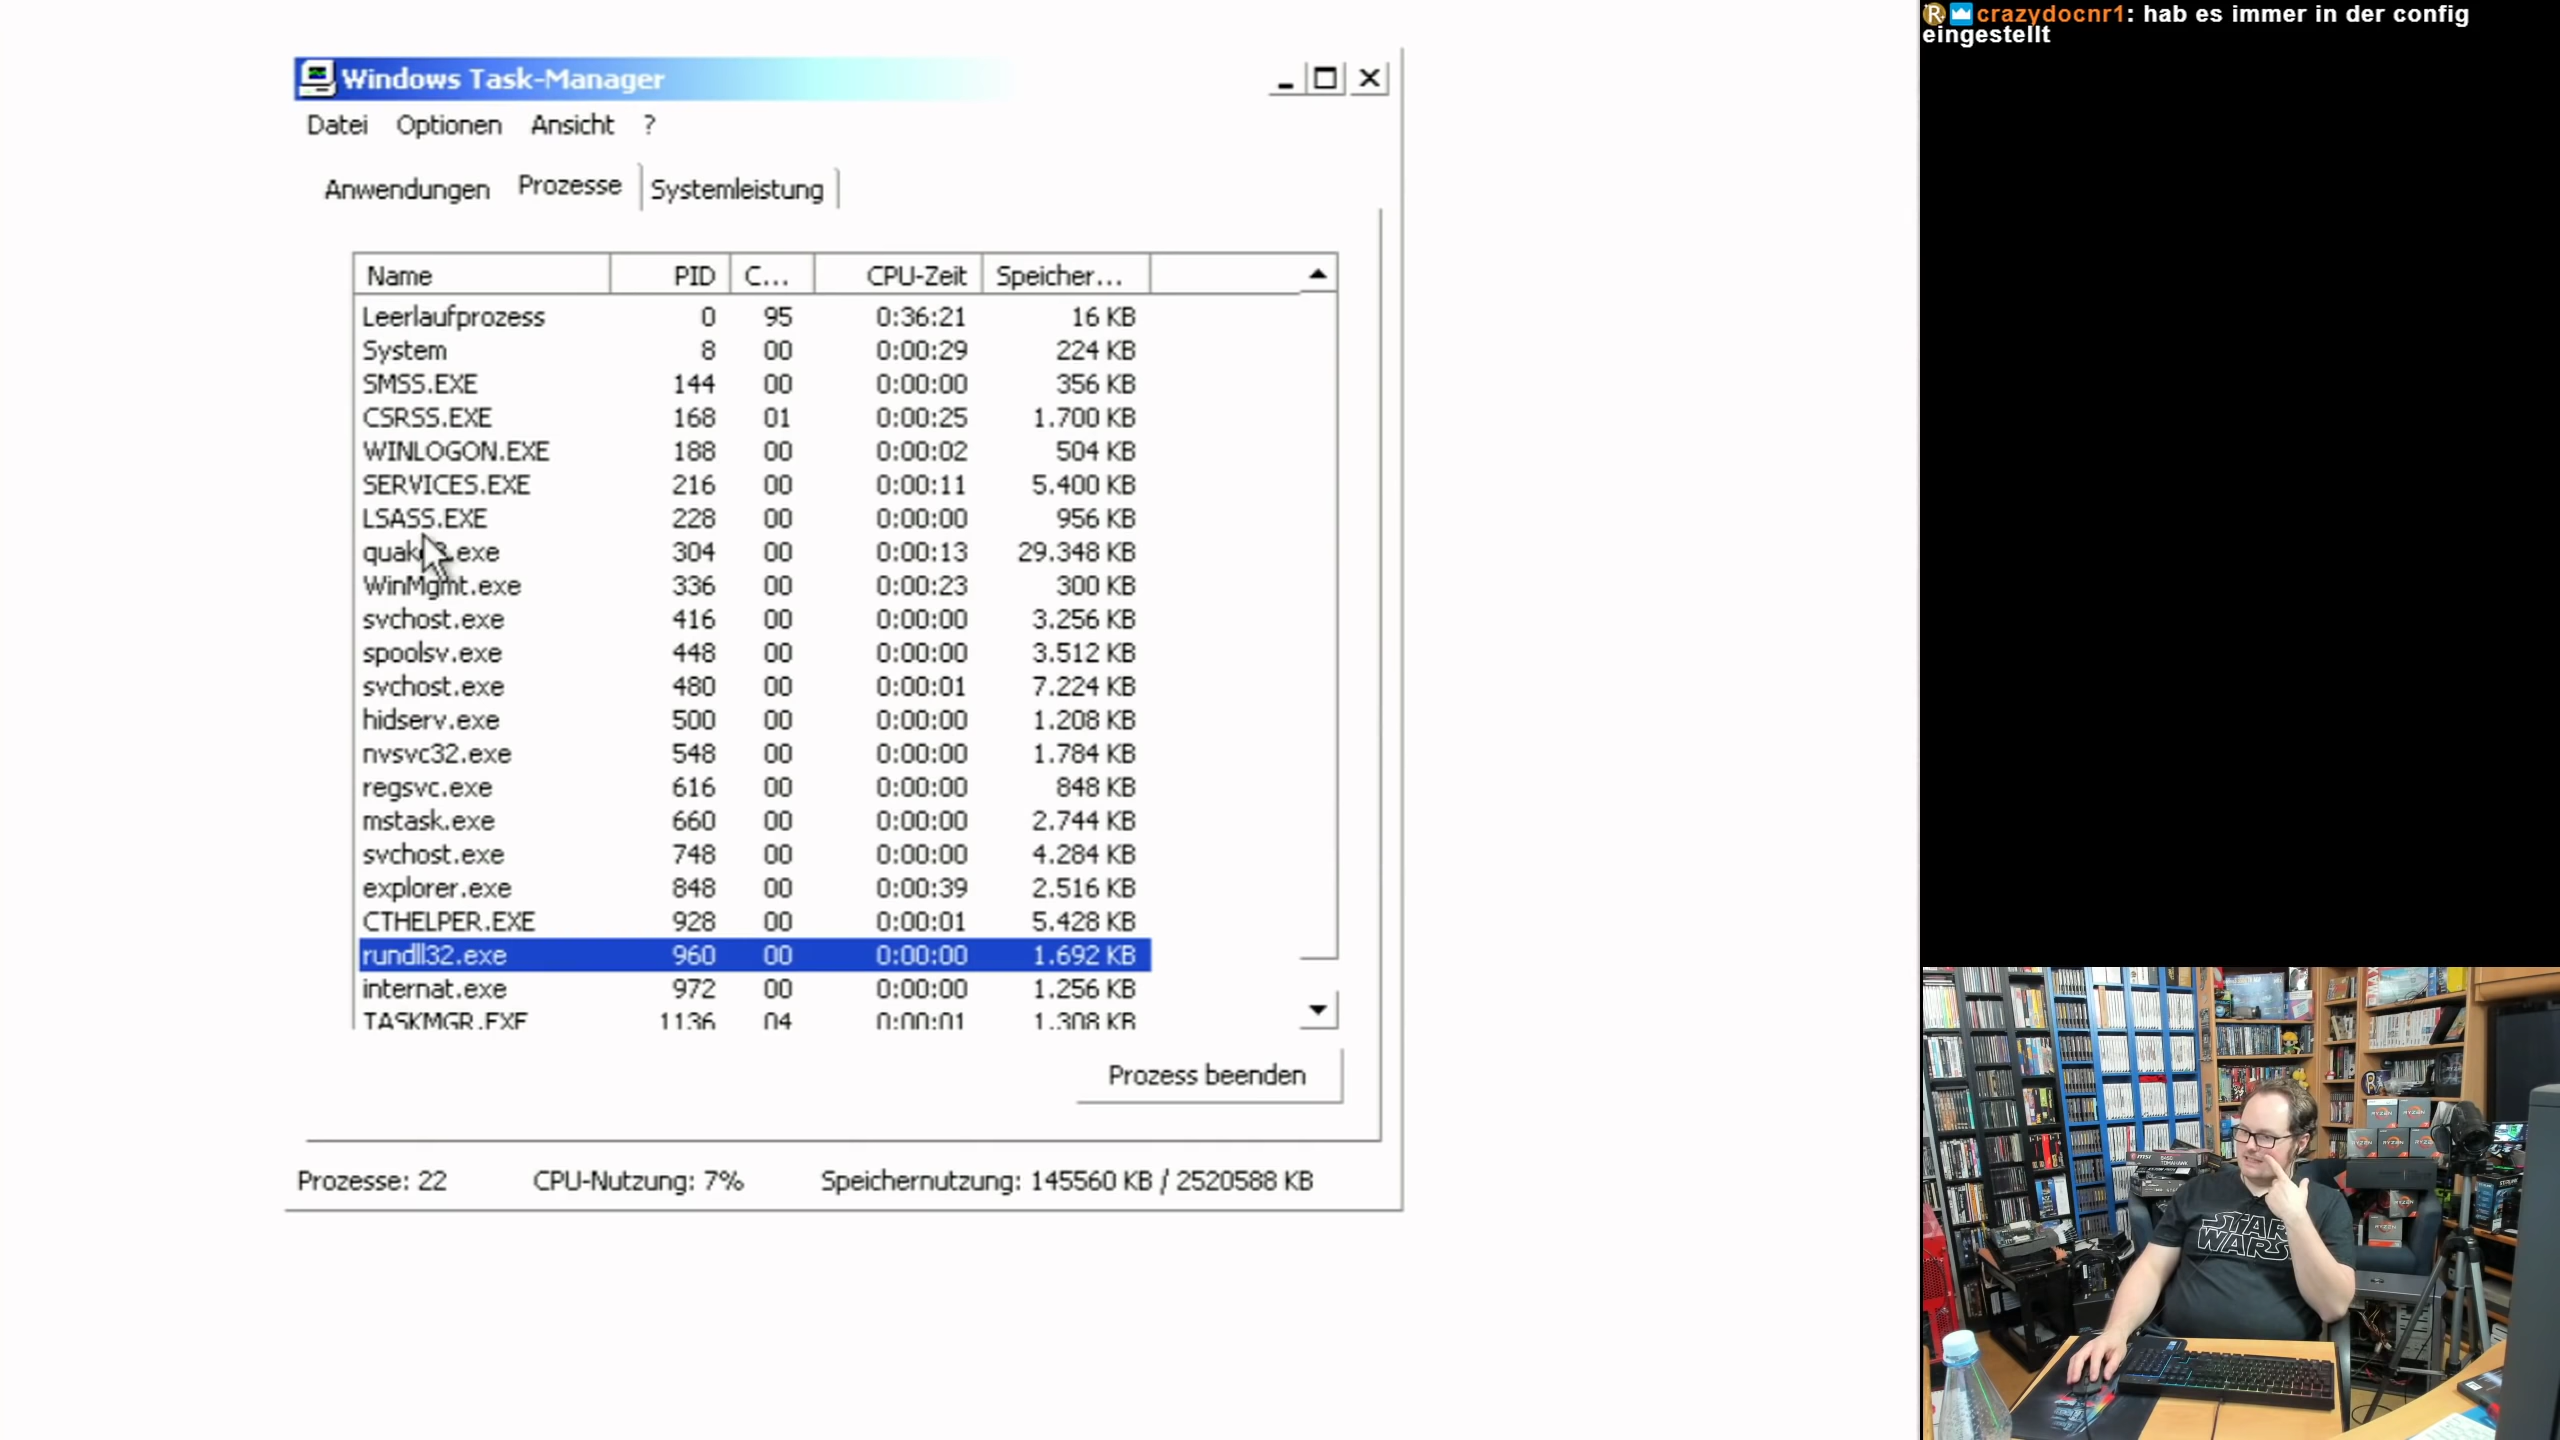 Windows Task-Manager
Datei Optionen Ansicht ?
Anwendungen Prozesse Systemleistung
Name PID C... CPU-Zeit Speicher...
Leerlaufprozess 0 95 0:36:21 16 KB
System 8 00 0:00:29 224 KB
SMSS.EXE 144 00 0:00:00 356 KB
CSRSS.EXE 168 01 0:00:25 1.700 KB
WINLOGON.EXE 188 00 0:00:02 504 KB
SERVICES.EXE 216 00 0:00:11 5.400 KB
LSASS.EXE 228 00 0:00:00 956 KB
304 00 0:00:13 29.348 KB
WinMgmt.exe 336 00 0:00:23 300 KB
svchost.exe 416 00 0:00:00 3.256 KB
spoolsv.exe 448 00 0:00:00 3.512 KB
svchost.exe 480 00 0:00:01 7.224 KB
hidserv.exe 500 00 0:00:00 1.208 KB
nvsvc32.exe 548 00 0:00:00 1.784 KB
regsvc.exe 616 00 0:00:00 848 KB
mstask.exe 660 00 0:00:00 2.744 KB
svchost.exe 748 00 0:00:00 4.284 KB
explorer.exe 848 00 0:00:39 2.516 KB
CTHELPER.EXE 928 00 0:00:01 5.428 KB
rundll32.exe 960 00 0:00:00 1.692 KB
internat.exe 972 00 0:00:00 1.256 KB
TASKMGR.EXE 1136 04 0:00:01 1.308 KB
Prozess beenden
Prozesse: 22 CPU-Nutzung: 7% Speichernutzung: 145560 KB / 2520588 KB
crazydocnr1: hab es immer in der config
eingestellt
STAR
WARS
RYZEN
RYZEN